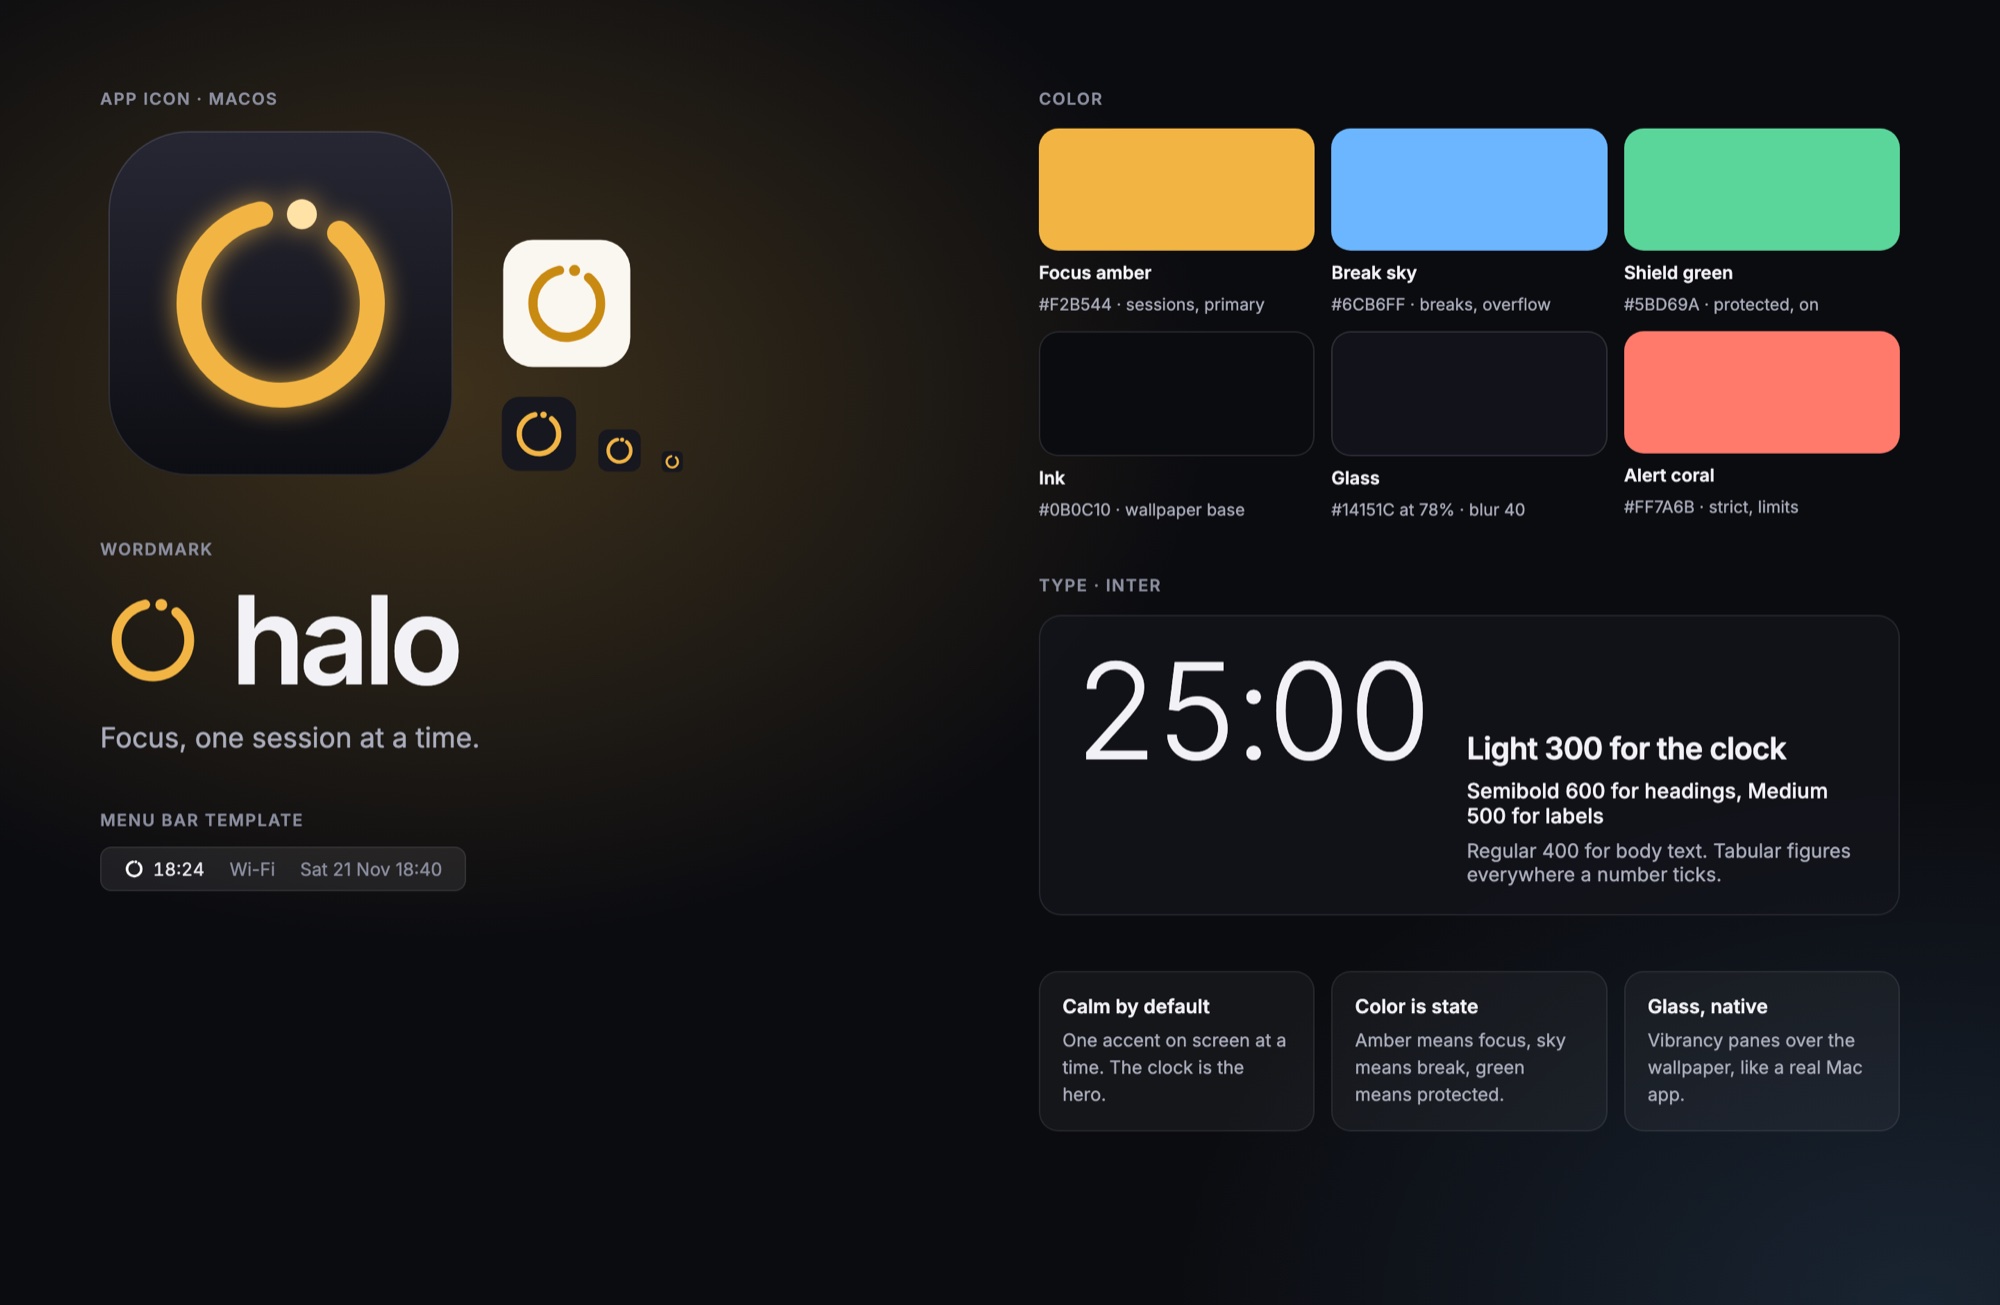 APP ICON · MACOS
WORDMARK
halo
Focus, one session at a time.
MENU BAR TEMPLATE
18:24 Wi-Fi Sat 21 Nov 18:40
COLOR
Focus amber
#F2B544 · sessions, primary
Break sky
#6CB6FF · breaks, overflow
Shield green
#5BD69A · protected, on
Ink
#0B0C10 · wallpaper base
Glass
#14151C at 78% · blur 40
Alert coral
#FF7A6B · strict, limits
TYPE · INTER
25:00
Light 300 for the clock
Semibold 600 for headings, Medium
500 for labels
Regular 400 for body text. Tabular figures
everywhere a number ticks.
Calm by default
One accent on screen at a
time. The clock is the
hero.
Color is state
Amber means focus, sky
means break, green
means protected.
Glass, native
Vibrancy panes over the
wallpaper, like a real Mac
app.